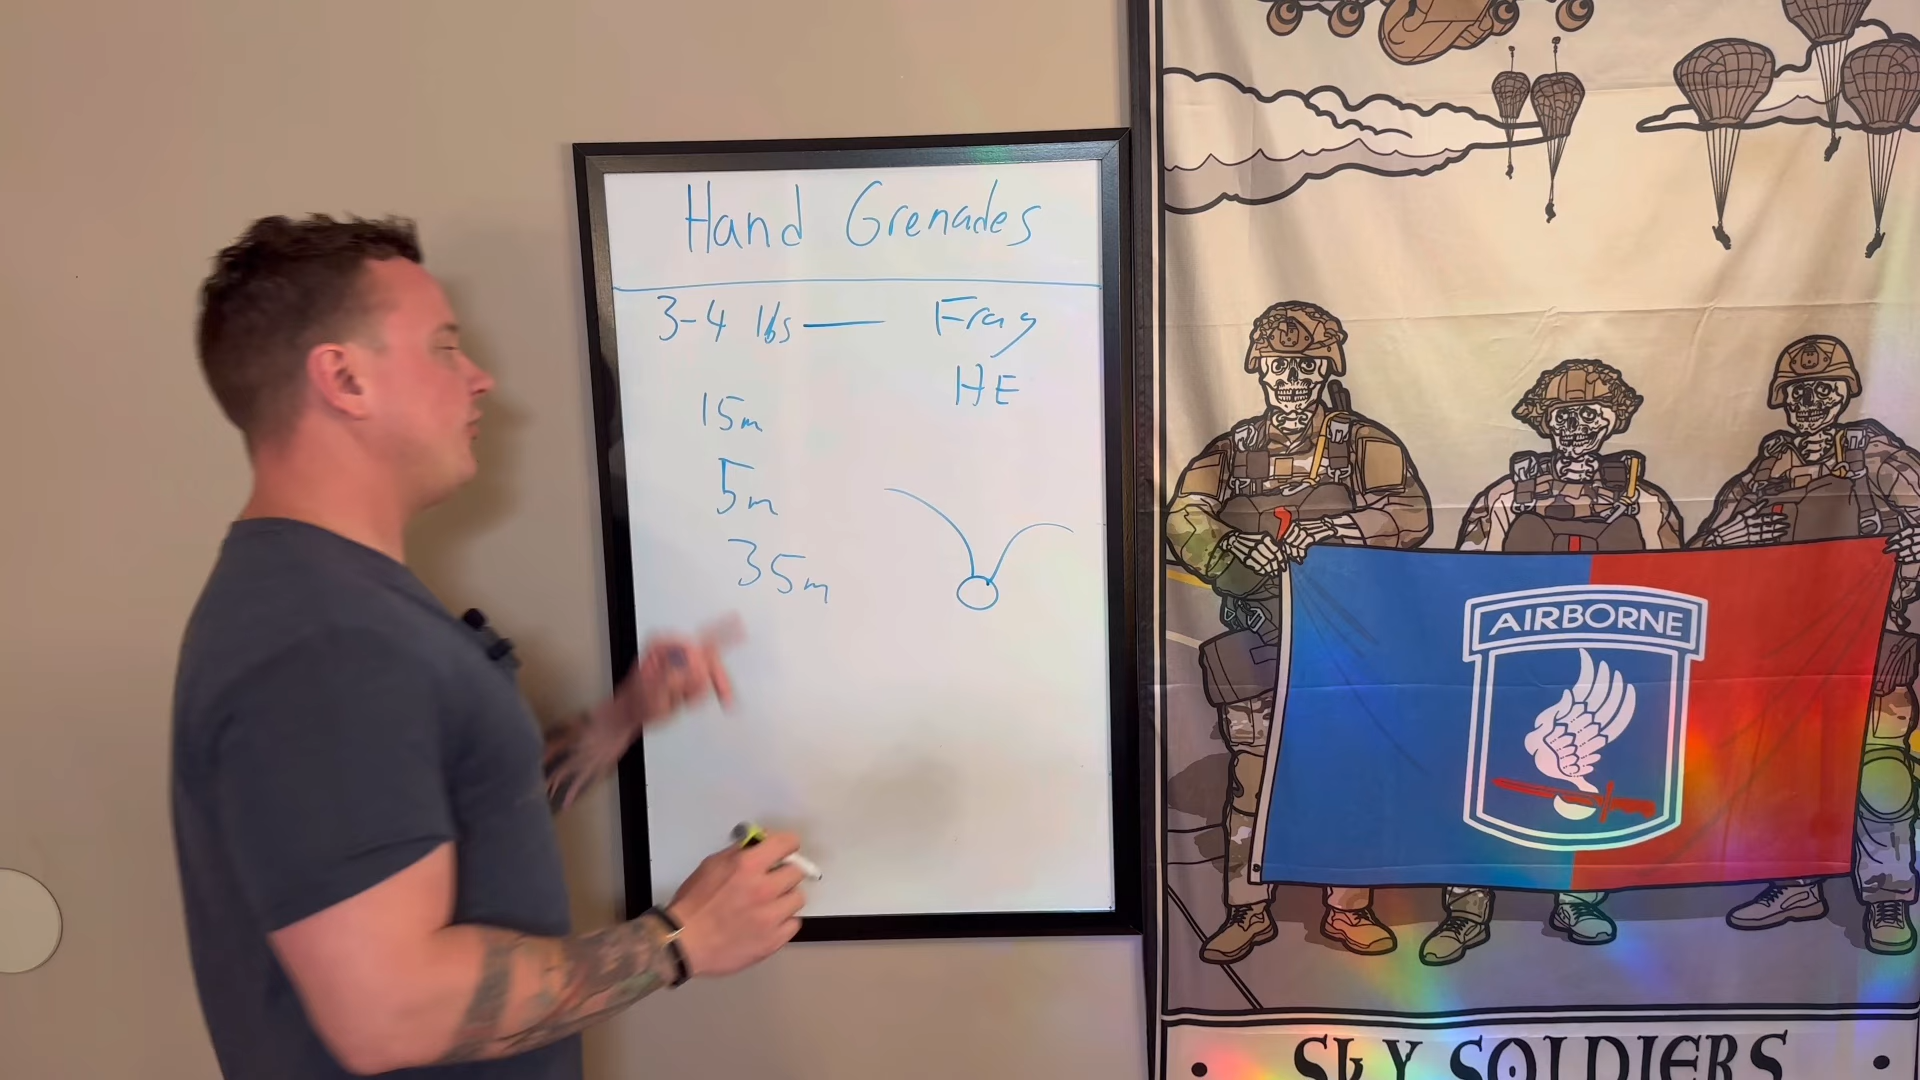 Hand Grenades
3-4 lbs — Frag
HE
15m
5m
35m
AIRBORNE
• SKY SOLDIERS •